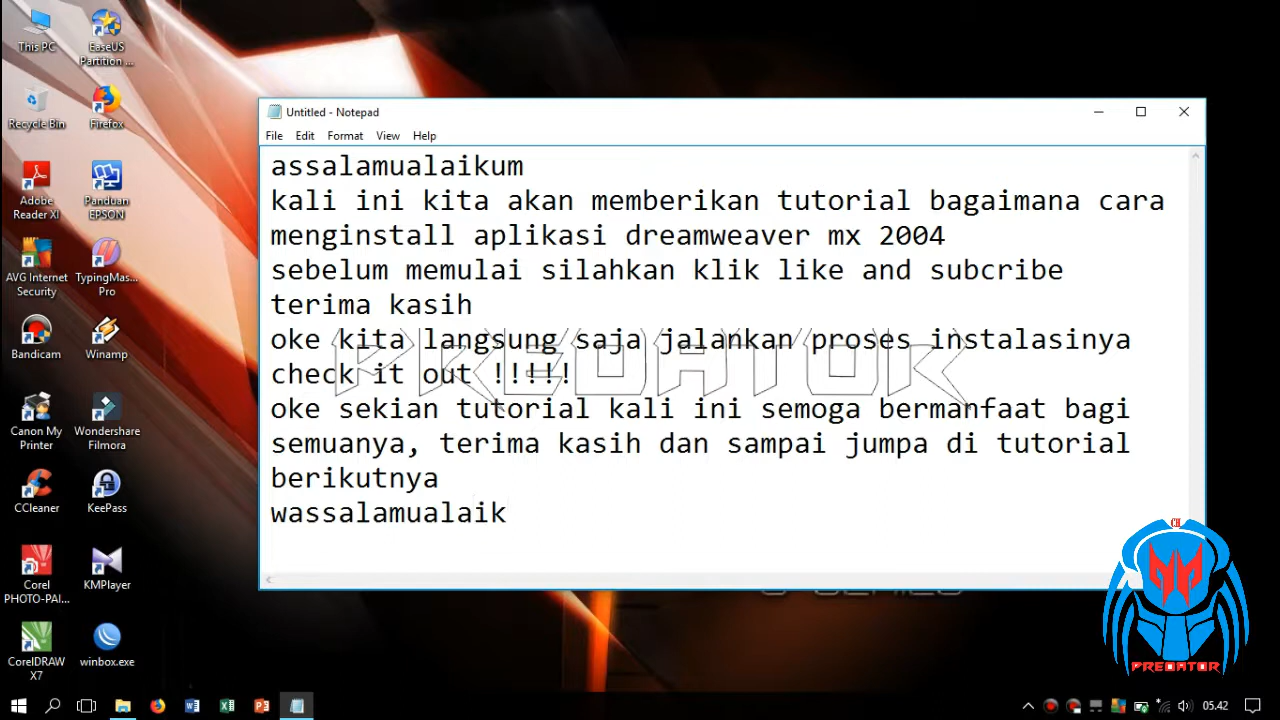 This PC
EaseUS
Partition ...
Recycle Bin
Firefox
Adobe
Reader XI
Panduan
EPSON
AVG Internet
Security
TypingMas...
Pro
Bandicam
Winamp
Canon My
Printer
Wondershare
Filmora
CCleaner
KeePass
Corel
PHOTO-PAI...
KMPlayer
CorelDRAW
X7
winbox.exe
Untitled - Notepad
File Edit Format View Help
assalamualaikum
kali ini kita akan memberikan tutorial bagaimana cara
menginstall aplikasi dreamweaver mx 2004
sebelum memulai silahkan klik like and subcribe
terima kasih
oke kita langsung saja jalankan proses instalasinya
check it out !!!!!
oke sekian tutorial kali ini semoga bermanfaat bagi
semuanya, terima kasih dan sampai jumpa di tutorial
berikutnya
wassalamualaik
PREDATOR
PREDATOR
05.42